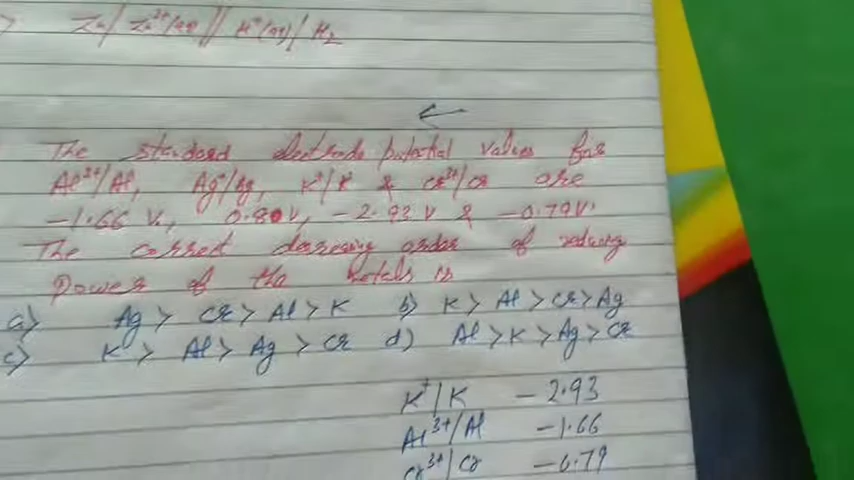 Zn/ Zn2+(aq) // H+(aq)/ H2
The standard electrode potential values for
Al3+/Al, Ag+/Ag, K+/K & Cr3+/Cr are
-1.66 V, 0.80V, -2.93 V & -0.79V.
The correct decresing order of reducing
Power of the metals is
a) Ag > Cr > Al > K b) K > Al > Cr > Ag
c) K > Al > Ag > Cr d) Al > K > Ag > Cr
K+/K -2.93
Al3+/Al -1.66
Cr3+/Cr -0.79